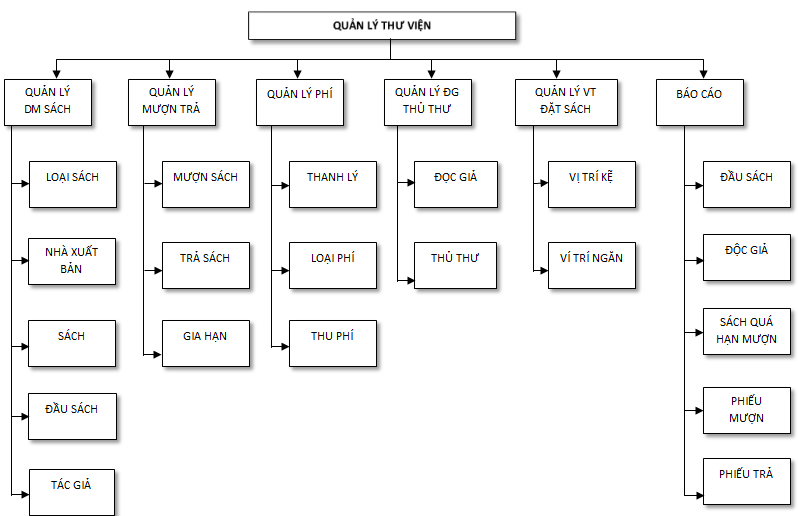 QUẢN LÝ THƯ VIỆN
QUẢN LÝ
DM SÁCH
QUẢN LÝ
MƯỢN TRẢ
QUẢN LÝ PHÍ
QUẢN LÝ ĐG
THỦ THƯ
QUẢN LÝ VT
ĐẶT SÁCH
BÁO CÁO
LOẠI SÁCH
MƯỢN SÁCH
THANH LÝ
ĐỌC GIẢ
VỊ TRÍ KẼ
ĐẦU SÁCH
NHÀ XUẤT
BẢN
TRẢ SÁCH
LOẠI PHÍ
THỦ THƯ
VÍ TRÍ NGĂN
ĐỘC GIẢ
SÁCH
GIA HẠN
THU PHÍ
SÁCH QUÁ
HẠN MƯỢN
ĐẦU SÁCH
PHIẾU
MƯỢN
TÁC GIẢ
PHIẾU TRẢ